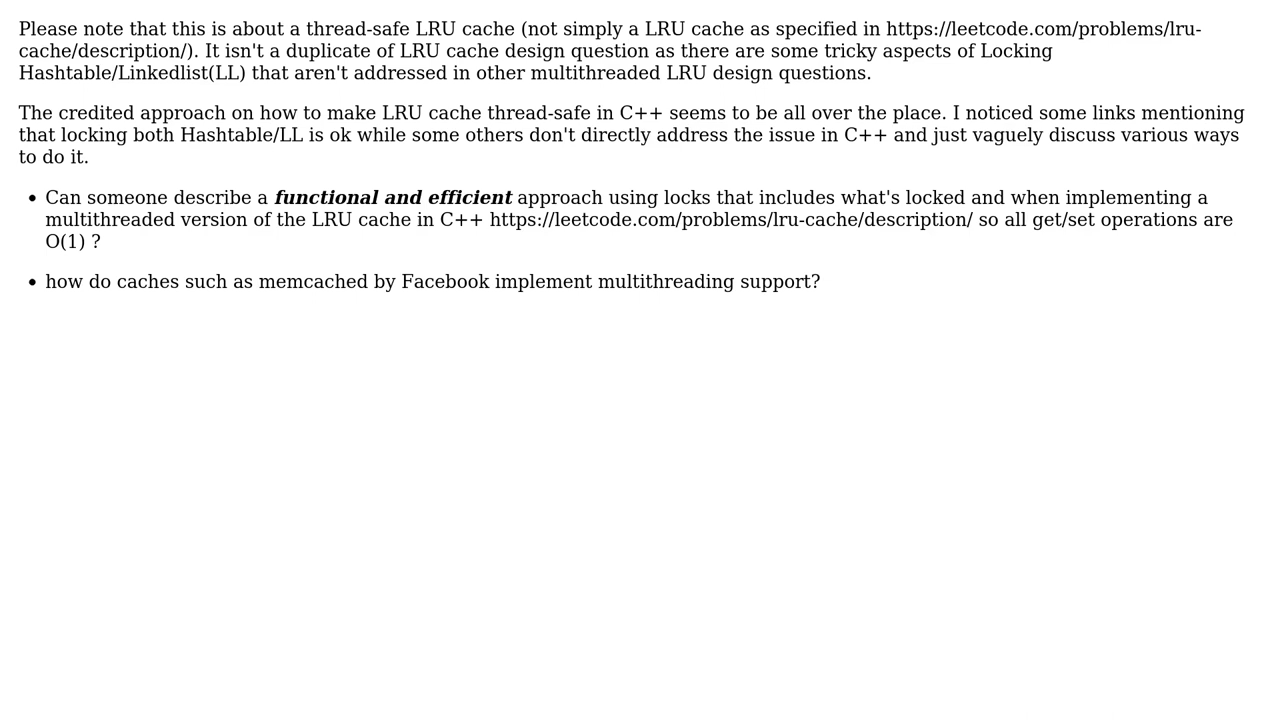 Please note that this is about a thread-safe LRU cache (not simply a LRU cache as specified in https://leetcode.com/problems/lru-
cache/description/). It isn't a duplicate of LRU cache design question as there are some tricky aspects of Locking
Hashtable/Linkedlist(LL) that aren't addressed in other multithreaded LRU design questions.
The credited approach on how to make LRU cache thread-safe in C++ seems to be all over the place. I noticed some links mentioning
that locking both Hashtable/LL is ok while some others don't directly address the issue in C++ and just vaguely discuss various ways
to do it.
• Can someone describe a functional and efficient approach using locks that includes what's locked and when implementing a
multithreaded version of the LRU cache in C++ https://leetcode.com/problems/lru-cache/description/ so all get/set operations are
O(1) ?
• how do caches such as memcached by Facebook implement multithreading support?